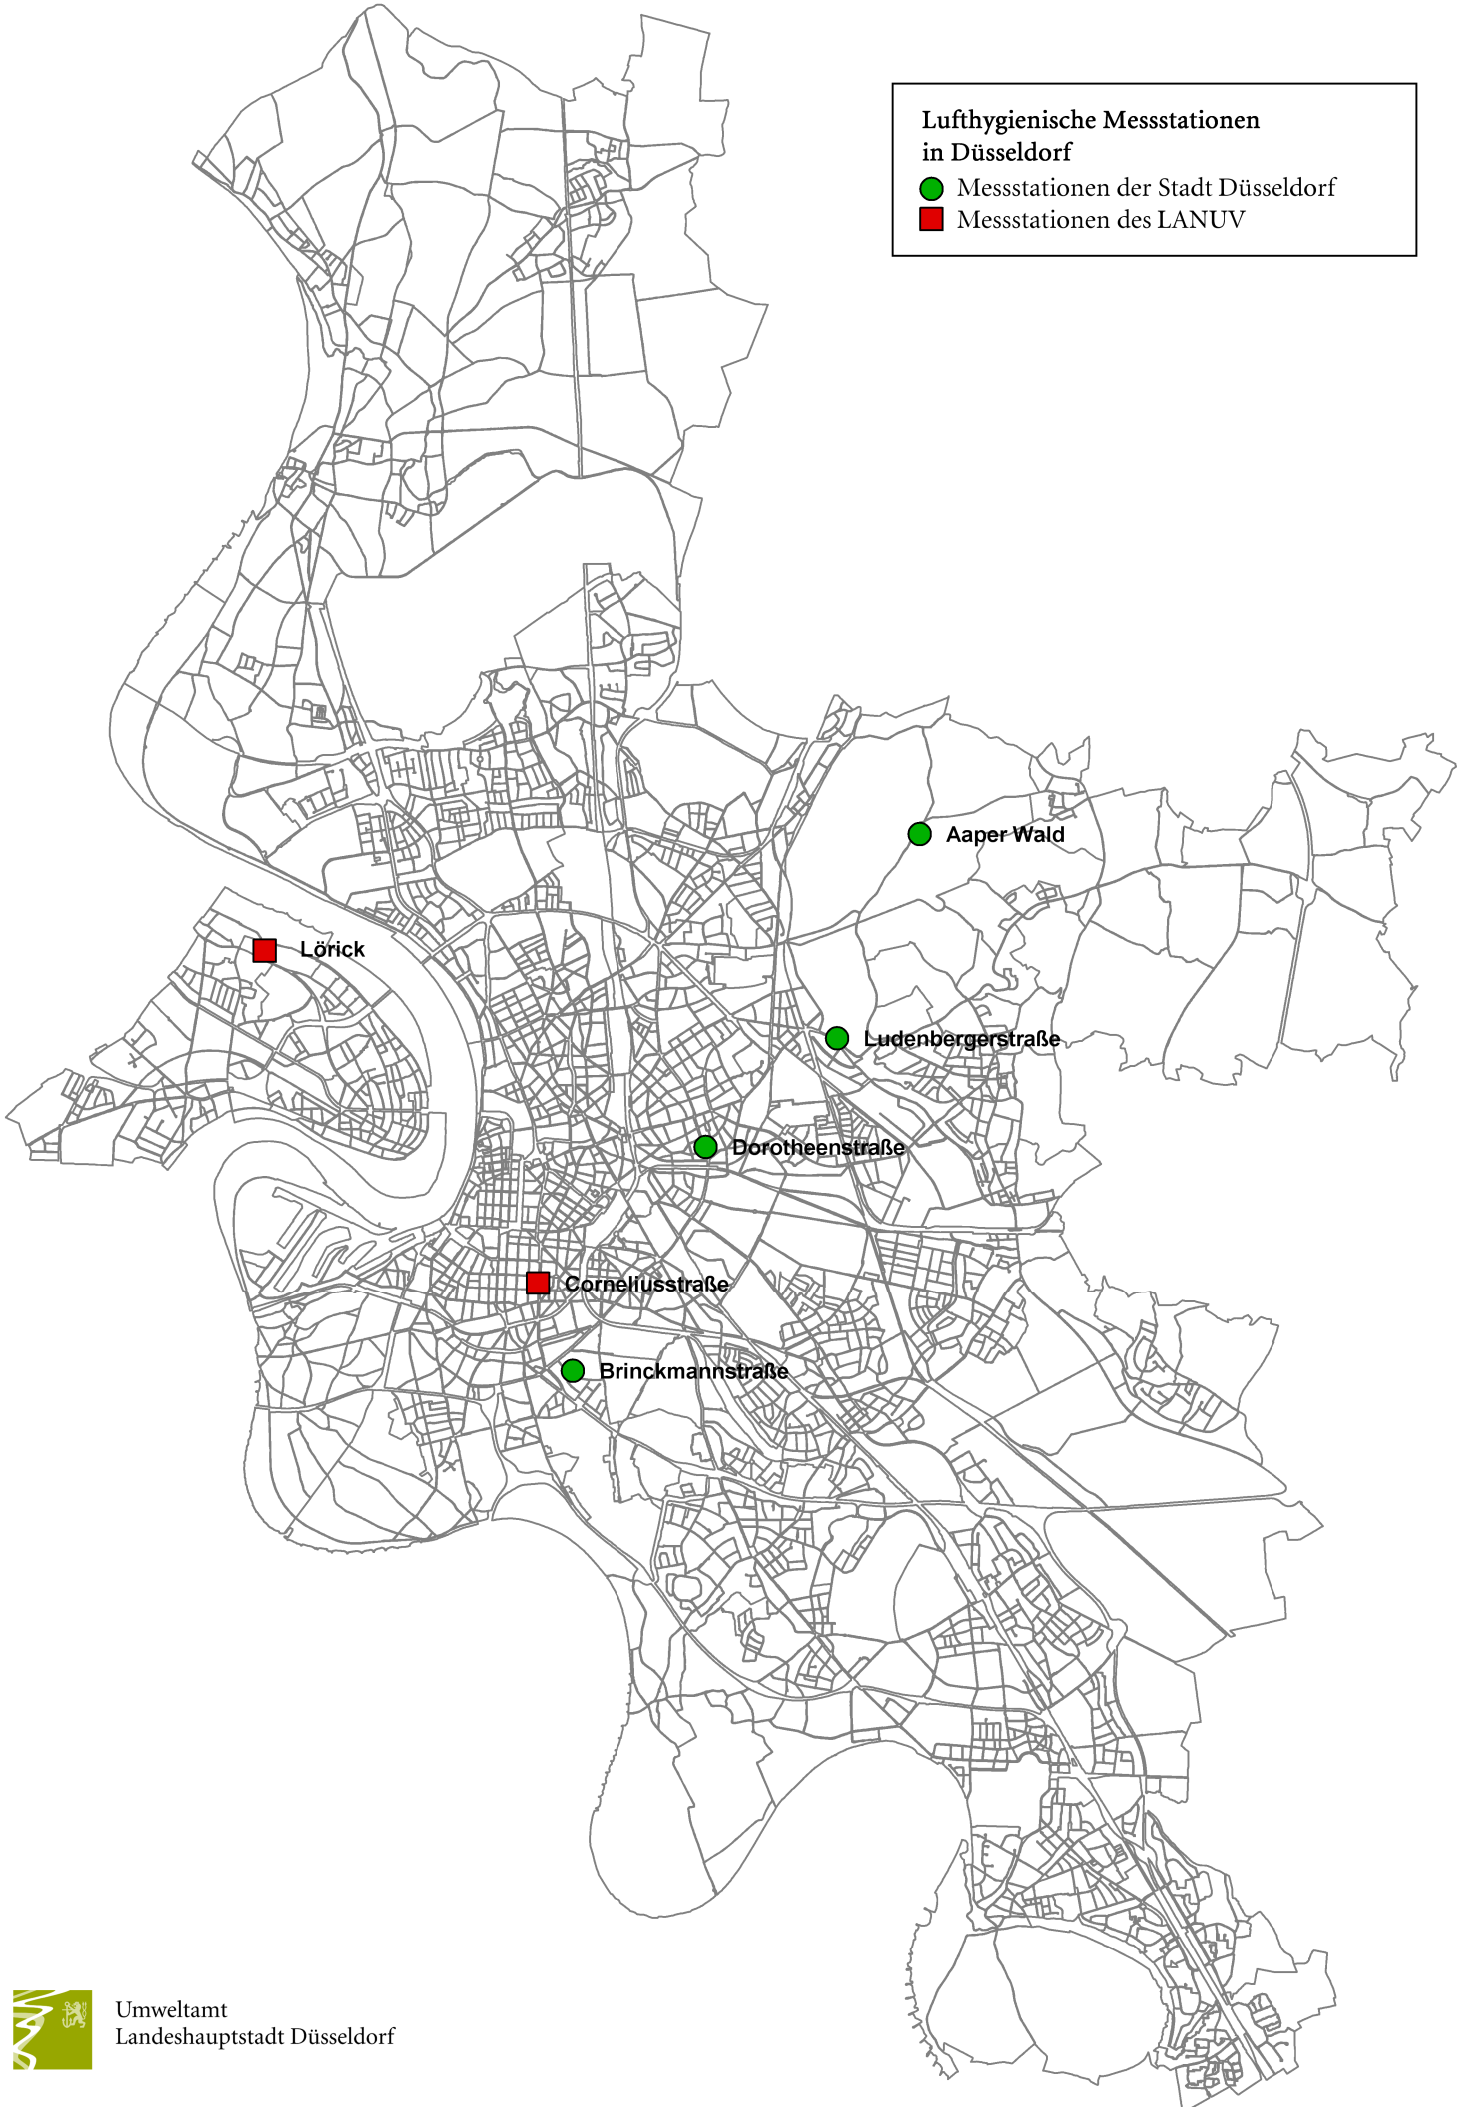 Lufthygienische Messstationen
in Düsseldorf
Messstationen der Stadt Düsseldorf
Messstationen des LANUV
Aaper Wald
Lörick
Ludenbergerstraße
Dorotheenstraße
Corneliusstraße
Brinckmannstraße
Umweltamt
Landeshauptstadt Düsseldorf